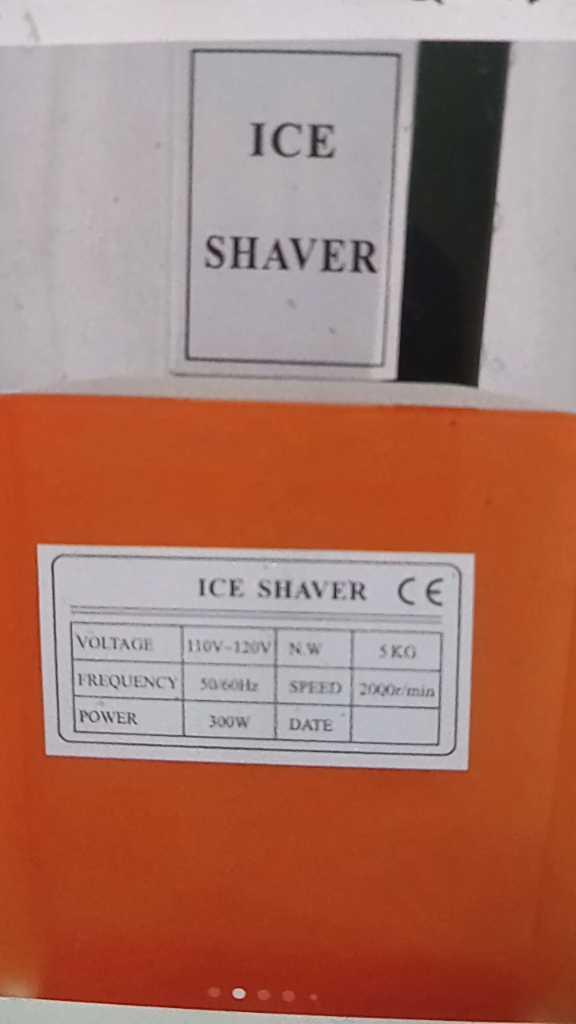 ICE
SHAVER
ICE SHAVER CE
VOLTAGE 110V~120V N.W 5KG
FREQUENCY 50/60Hz SPEED 2000r/min
POWER 300W DATE